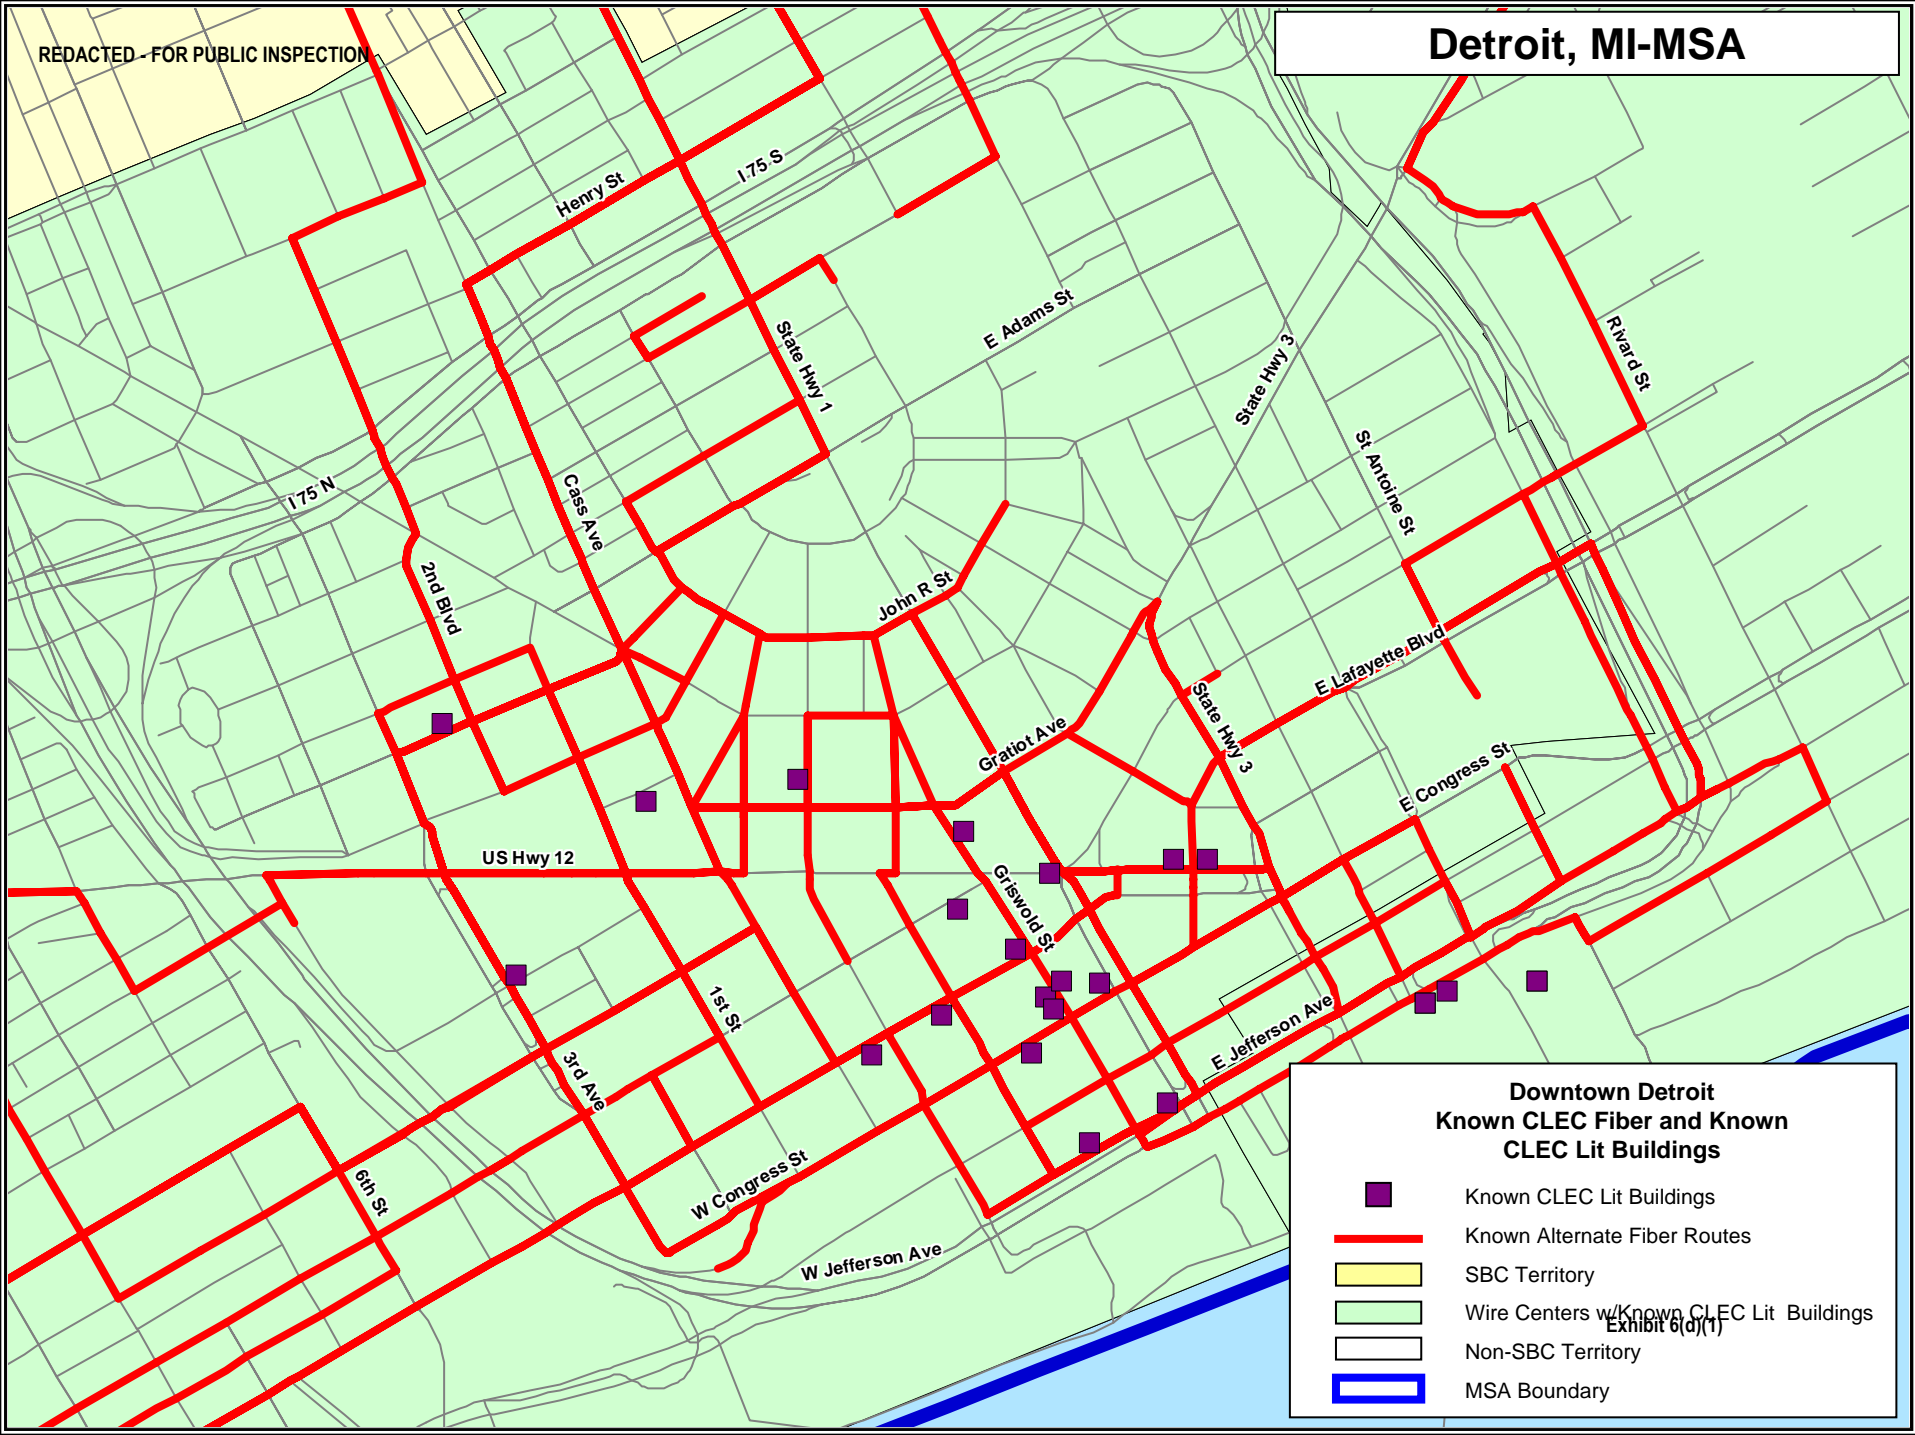 REDACTED - FOR PUBLIC INSPECTION
Detroit, MI-MSA
I 75 S
Henry St
State Hwy 1
E Adams St
State Hwy 3
Rivard St
I 75 N
Cass Ave
St Antoine St
2nd Blvd
John R St
E Lafayette Blvd
State Hwy 3
Gratiot Ave
E Congress St
US Hwy 12
Griswold St
1st St
3rd Ave
E Jefferson Ave
6th St
W Congress St
W Jefferson Ave
Downtown Detroit
Known CLEC Fiber and Known
CLEC Lit Buildings
Known CLEC Lit Buildings
Known Alternate Fiber Routes
SBC Territory
Wire Centers w/Known CLEC Lit Buildings
Exhibit 6(d)(1)
Non-SBC Territory
MSA Boundary